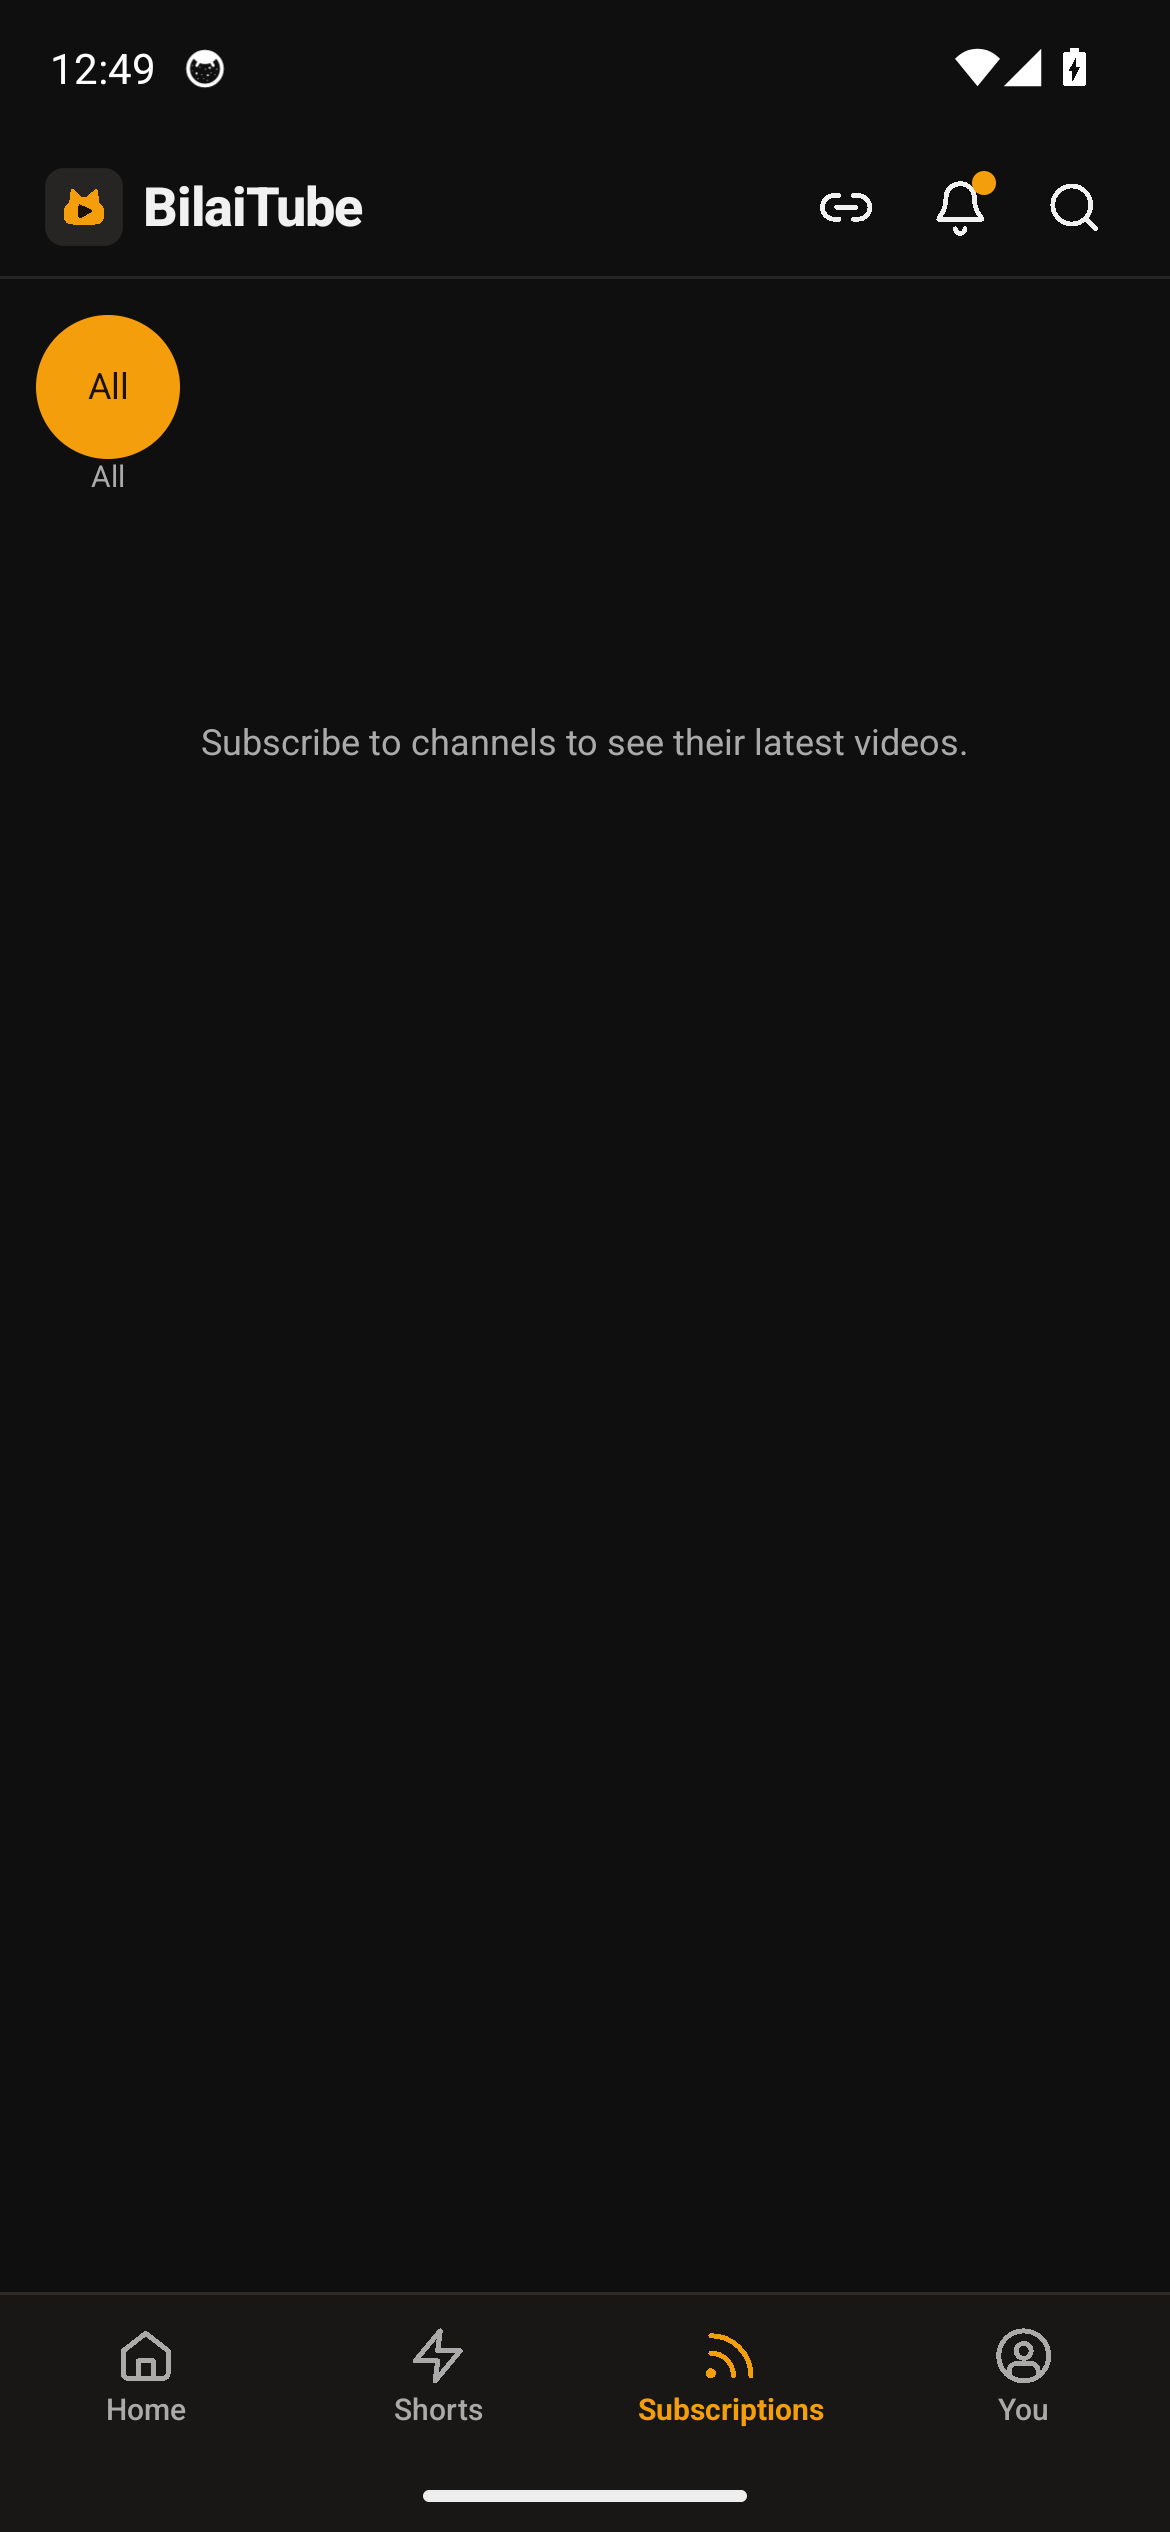 12:49
BilaiTube
All
All
Subscribe to channels to see their latest videos.
Home
Shorts
Subscriptions
You